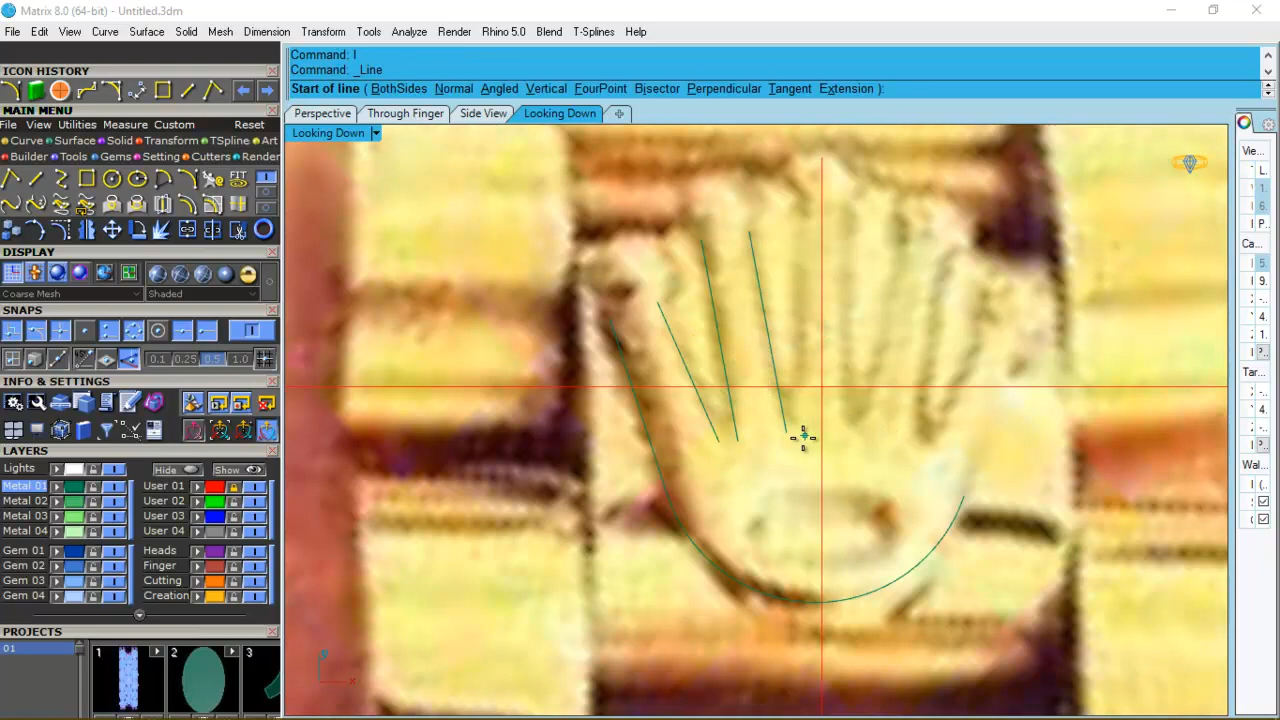 Matrix 8.0 (64-bit) - Untitled.3dm
File Edit View Curve Surface Solid Mesh Dimension Transform Tools Analyze Render Rhino 5.0 Blend T-Splines Help
Command: l
Command: _Line
Start of line ( BothSides Normal Angled Vertical FourPoint Bisector Perpendicular Tangent Extension ):
Perspective Through Finger Side View Looking Down
Looking Down
ICON HISTORY
MAIN MENU
File View Utilities Measure Custom Reset
Curve Surface Solid Transform TSpline Art
Builder Tools Gems Setting Cutters Render
FIT
DISPLAY
Coarse Mesh Shaded
SNAPS
0.1 0.25 0.5 1.0
INFO & SETTINGS
LAYERS
Lights Hide Show
Metal 01 User 01
Metal 02 User 02
Metal 03 User 03
Metal 04 User 04
Gem 01 Heads
Gem 02 Finger
Gem 03 Cutting
Gem 04 Creation
PROJECTS
01 1 2 3
y
x
Vie...
Ca...
Tar...
Wal...